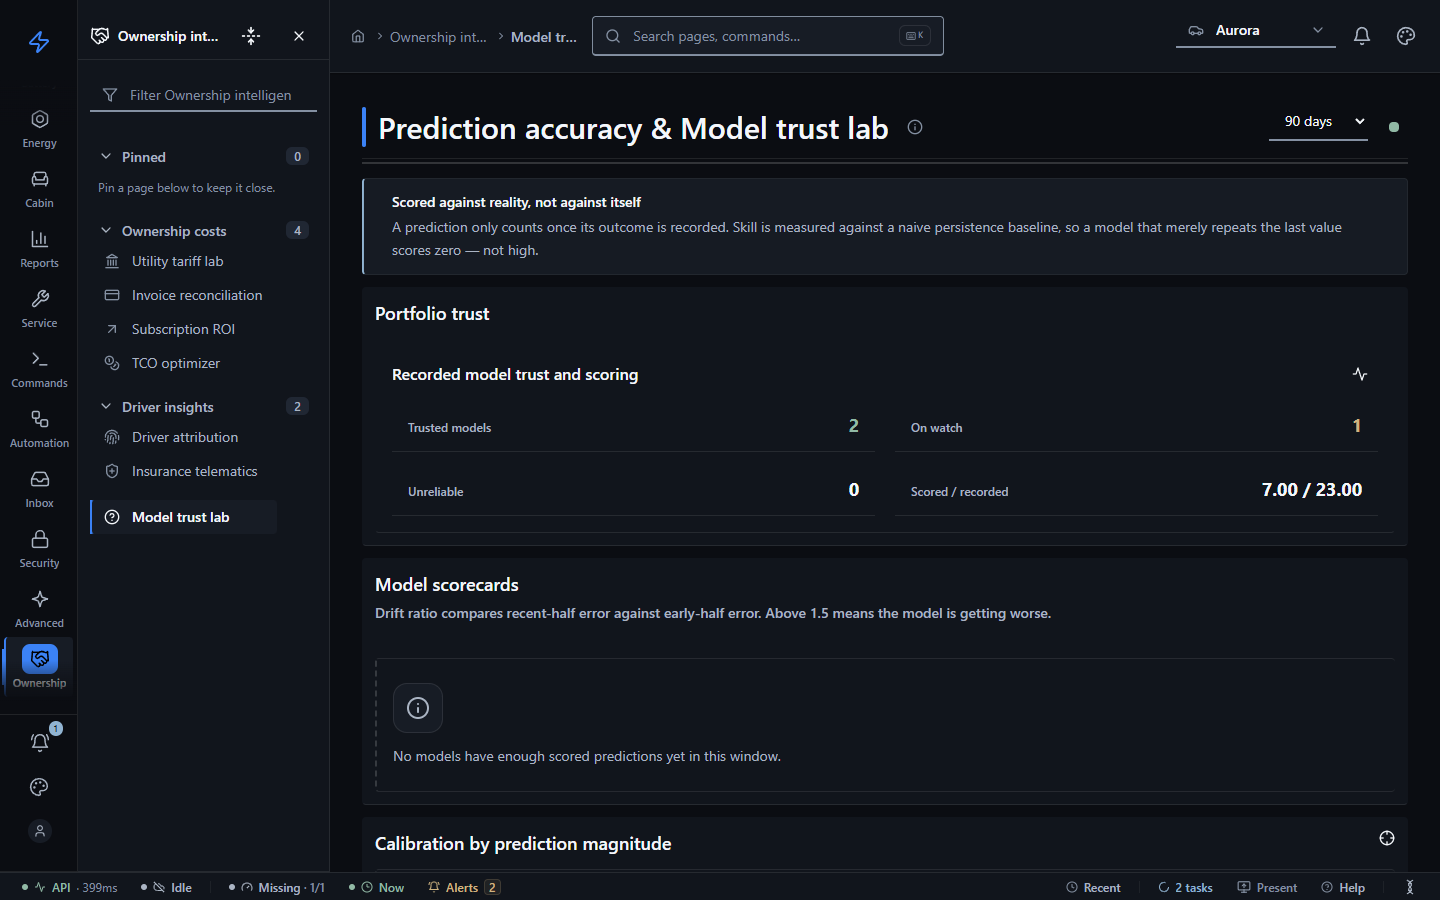 Ownership int...
Ownership int...
Model tr...
Search pages, commands...
K
Aurora
Filter Ownership intelligen
Energy
Cabin
Reports
Service
Commands
Automation
Inbox
Security
Advanced
Ownership
1
Pinned
0
Pin a page below to keep it close.
Ownership costs
4
Utility tariff lab
Invoice reconciliation
Subscription ROI
TCO optimizer
Driver insights
2
Driver attribution
Insurance telematics
Model trust lab
Prediction accuracy & Model trust lab
90 days
Scored against reality, not against itself
A prediction only counts once its outcome is recorded. Skill is measured against a naive persistence baseline, so a model that merely repeats the last value
scores zero — not high.
Portfolio trust
Recorded model trust and scoring
Trusted models
2
On watch
1
Unreliable
0
Scored / recorded
7.00 / 23.00
Model scorecards
Drift ratio compares recent-half error against early-half error. Above 1.5 means the model is getting worse.
No models have enough scored predictions yet in this window.
Calibration by prediction magnitude
API · 399ms
Idle
Missing · 1/1
Now
Alerts 2
Recent
2 tasks
Present
Help